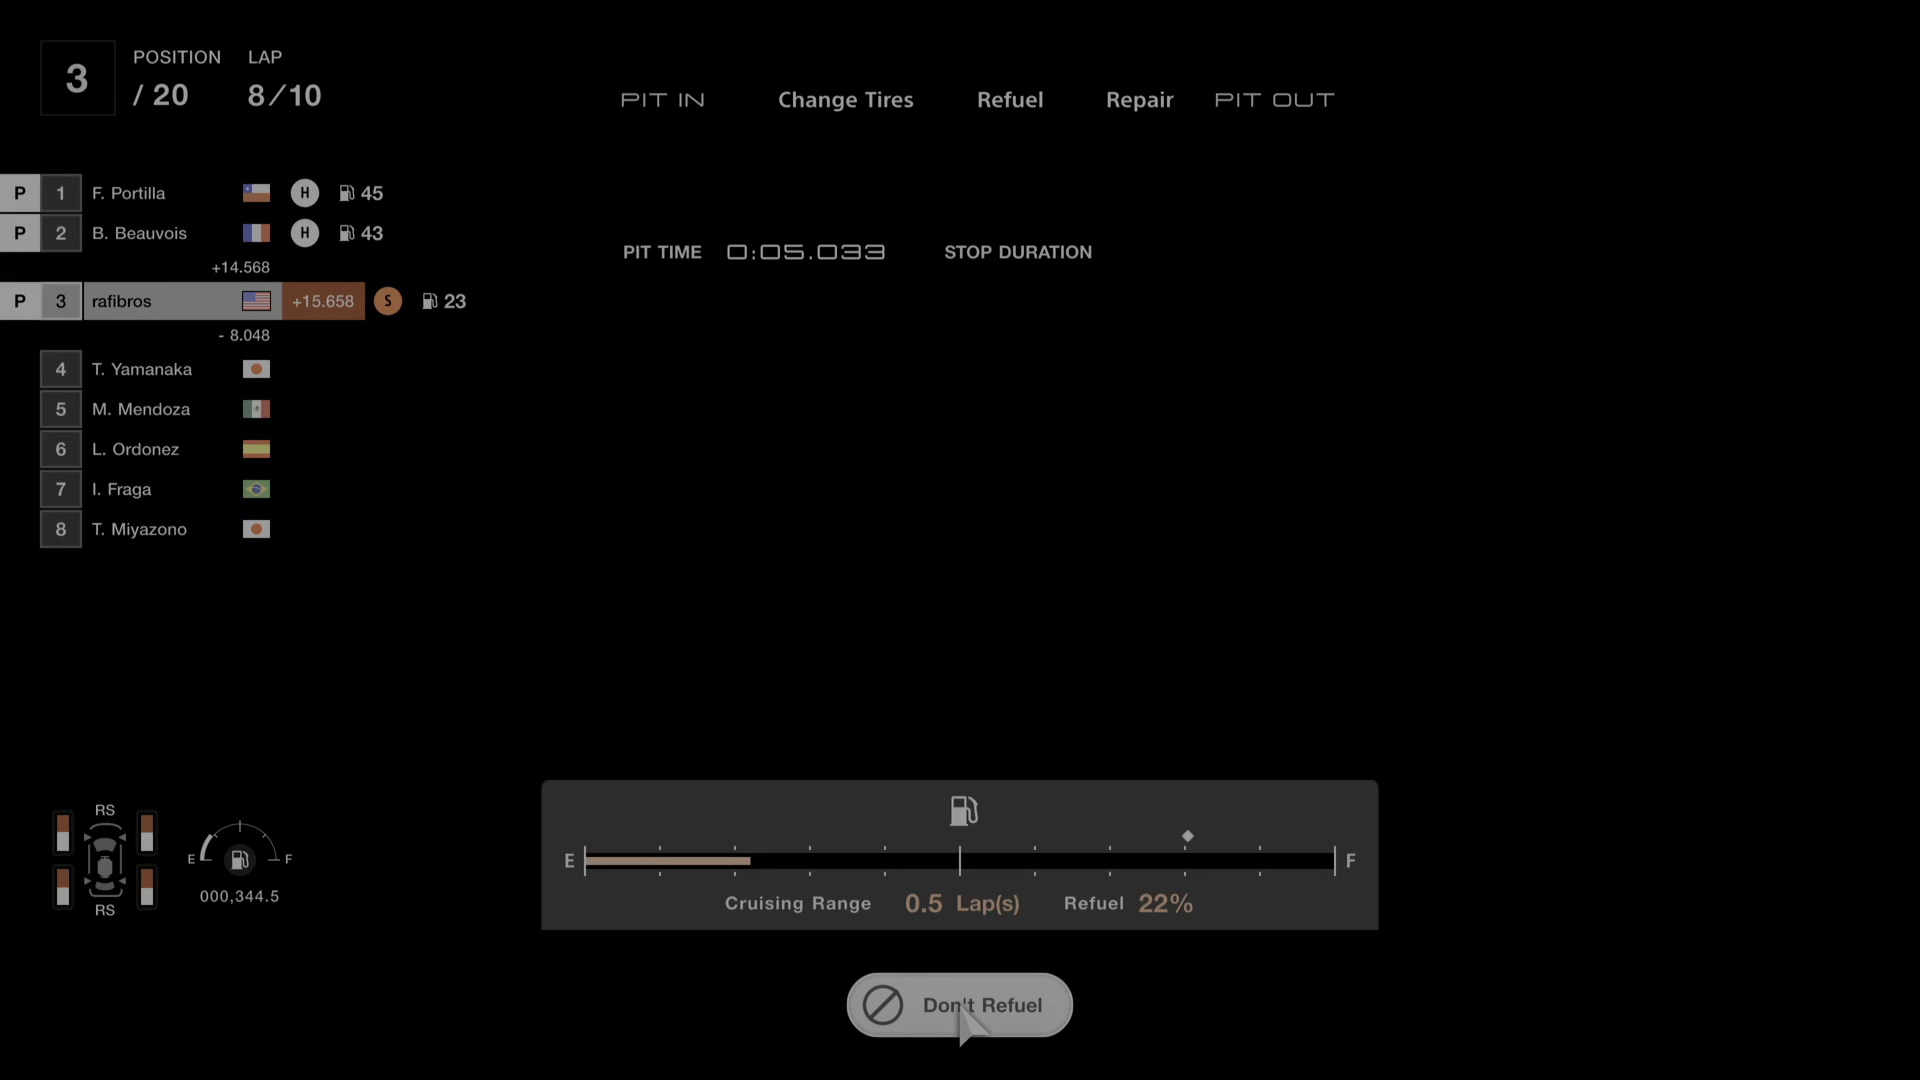 3 POSITION LAP
/ 20 8/10
PIT IN Change Tires Refuel Repair PIT OUT
P 1 F. Portilla H 45
P 2 B. Beauvois H 43
+14.568
P 3 rafibros +15.658 S 23
- 8.048
4 T. Yamanaka
5 M. Mendoza
6 L. Ordonez
7 I. Fraga
8 T. Miyazono
PIT TIME 0:05.033 STOP DURATION
RS
RS
E F
000,344.5
E F
Cruising Range 0.5 Lap(s) Refuel 22%
Don't Refuel